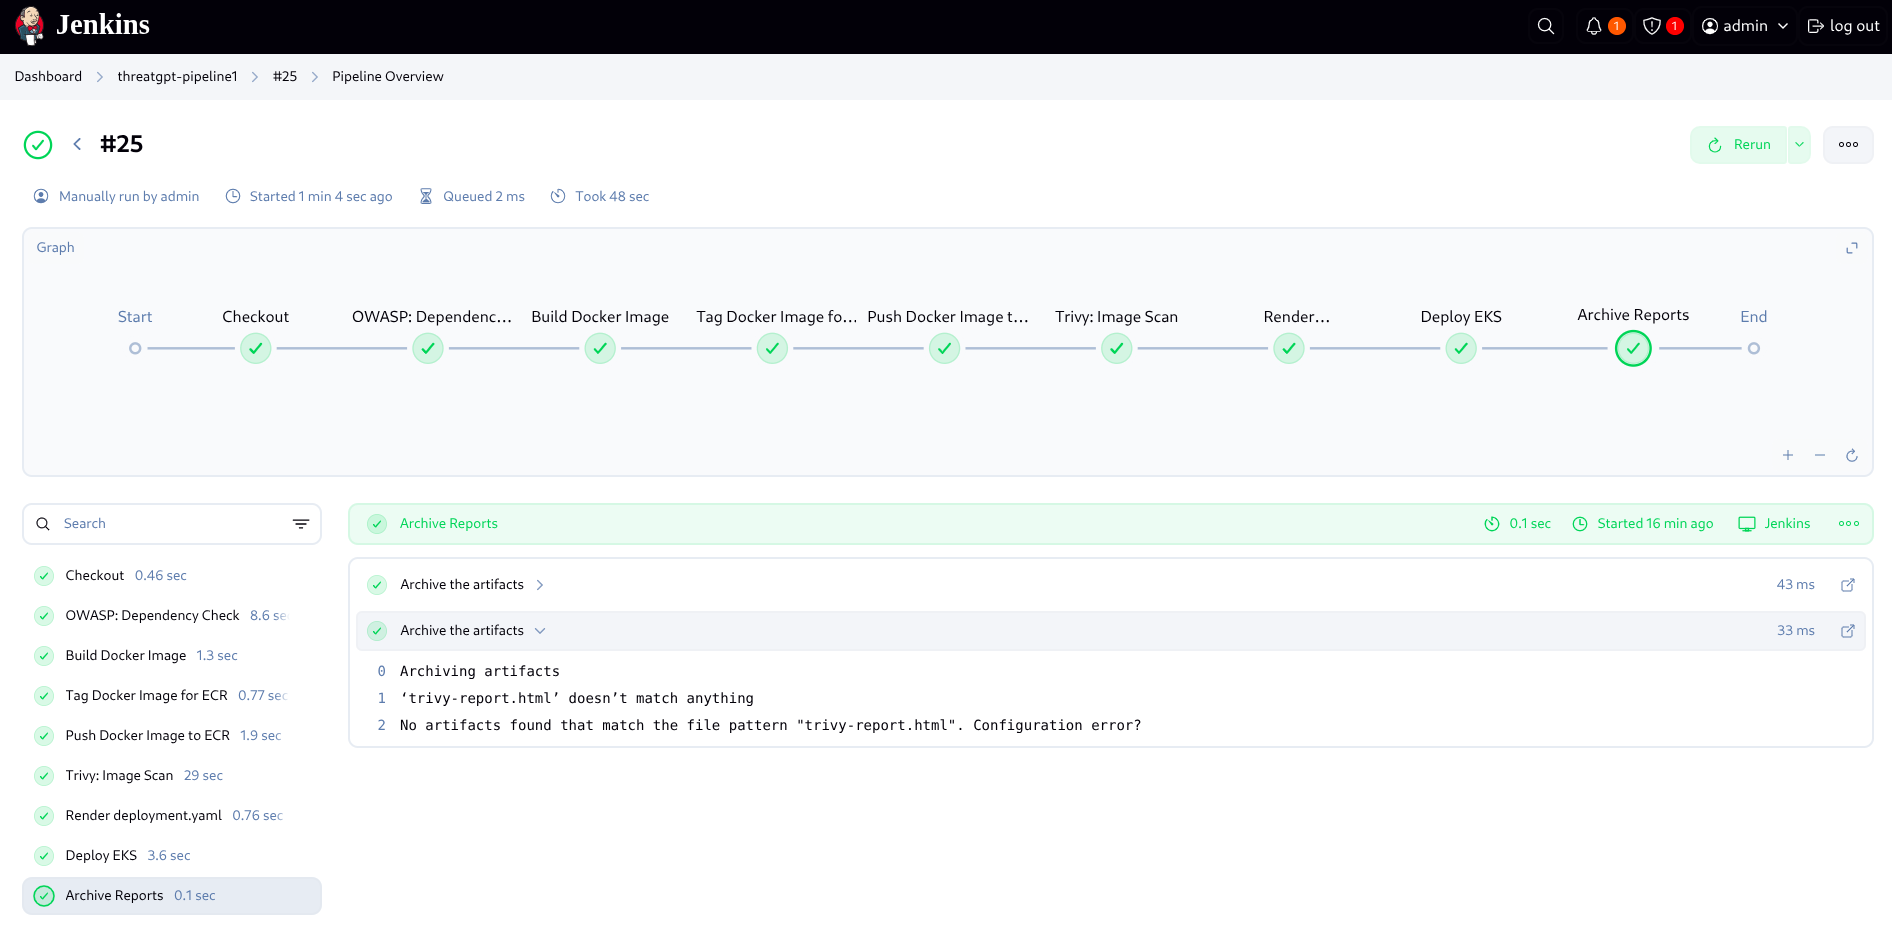 Jenkins
1 1 admin log out
Dashboard threatgpt-pipeline1 #25 Pipeline Overview
#25
Rerun
Manually run by admin Started 1 min 4 sec ago Queued 2 ms Took 48 sec
Graph
Start Checkout OWASP: Dependenc... Build Docker Image Tag Docker Image fo... Push Docker Image t... Trivy: Image Scan Render... Deploy EKS Archive Reports End
Search
Checkout 0.46 sec
OWASP: Dependency Check 8.6 sec
Build Docker Image 1.3 sec
Tag Docker Image for ECR 0.77 sec
Push Docker Image to ECR 1.9 sec
Trivy: Image Scan 29 sec
Render deployment.yaml 0.76 sec
Deploy EKS 3.6 sec
Archive Reports 0.1 sec
Archive Reports 0.1 sec Started 16 min ago Jenkins
Archive the artifacts 43 ms
Archive the artifacts 33 ms
0 Archiving artifacts
1 ‘trivy-report.html’ doesn’t match anything
2 No artifacts found that match the file pattern "trivy-report.html". Configuration error?